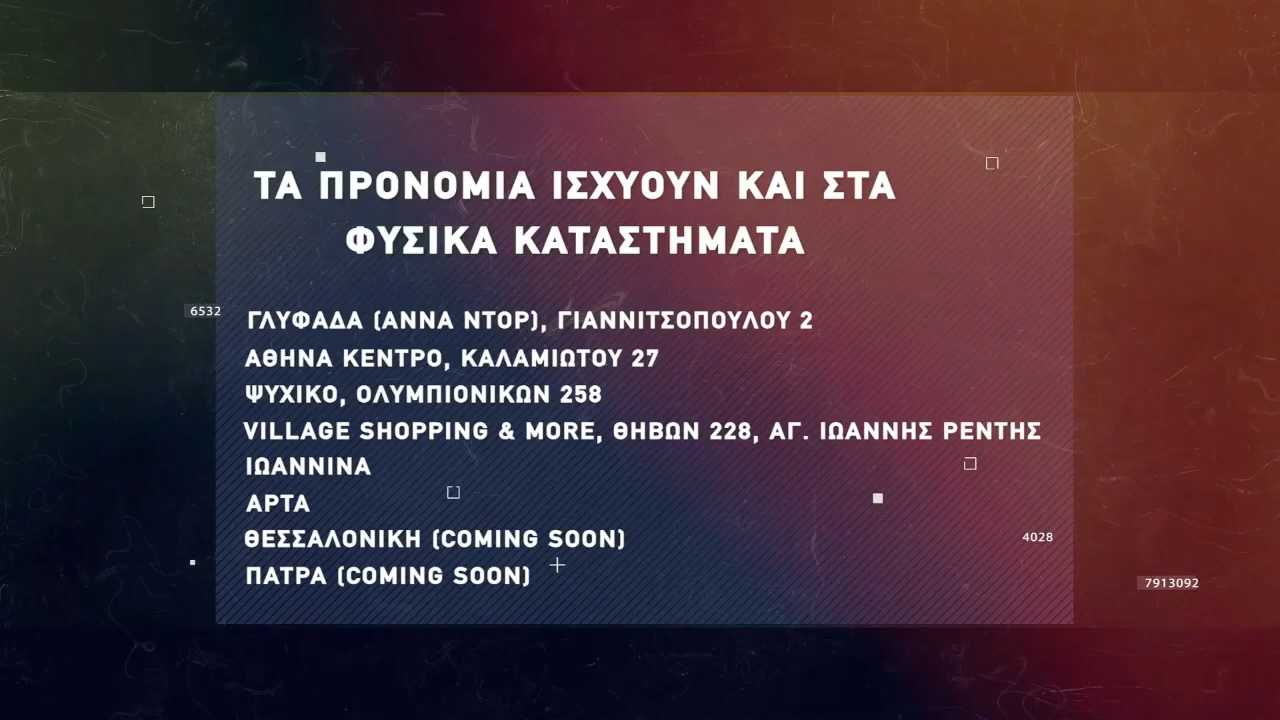 ΤΑ ΠΡΟΝΟΜΙΑ ΙΣΧΥΟΥΝ ΚΑΙ ΣΤΑ
ΦΥΣΙΚΑ ΚΑΤΑΣΤΗΜΑΤΑ
6532
ΓΛΥΦΑΔΑ (ΑΝΝΑ ΝΤΟΡ), ΓΙΑΝΝΙΤΣΟΠΟΥΛΟΥ 2
ΑΘΗΝΑ ΚΕΝΤΡΟ, ΚΑΛΑΜΙΩΤΟΥ 27
ΨΥΧΙΚΟ, ΟΛΥΜΠΙΟΝΙΚΩΝ 258
VILLAGE SHOPPING & MORE, ΘΗΒΩΝ 228, ΑΓ. ΙΩΑΝΝΗΣ ΡΕΝΤΗΣ
ΙΩΑΝΝΙΝΑ
ΑΡΤΑ
ΘΕΣΣΑΛΟΝΙΚΗ (COMING SOON)
4028
ΠΑΤΡΑ (COMING SOON)
7913092